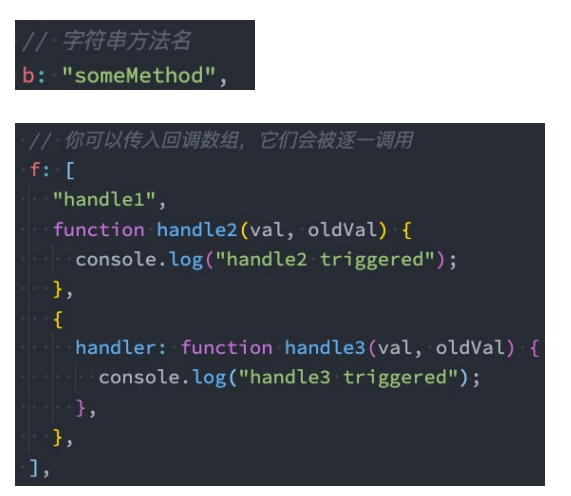 // 字符串方法名
b: "someMethod",
// 你可以传入回调数组，它们会被逐一调用
f: [
"handle1",
function handle2(val, oldVal) {
console.log("handle2 triggered");
},
{
handler: function handle3(val, oldVal) {
console.log("handle3 triggered");
},
},
],